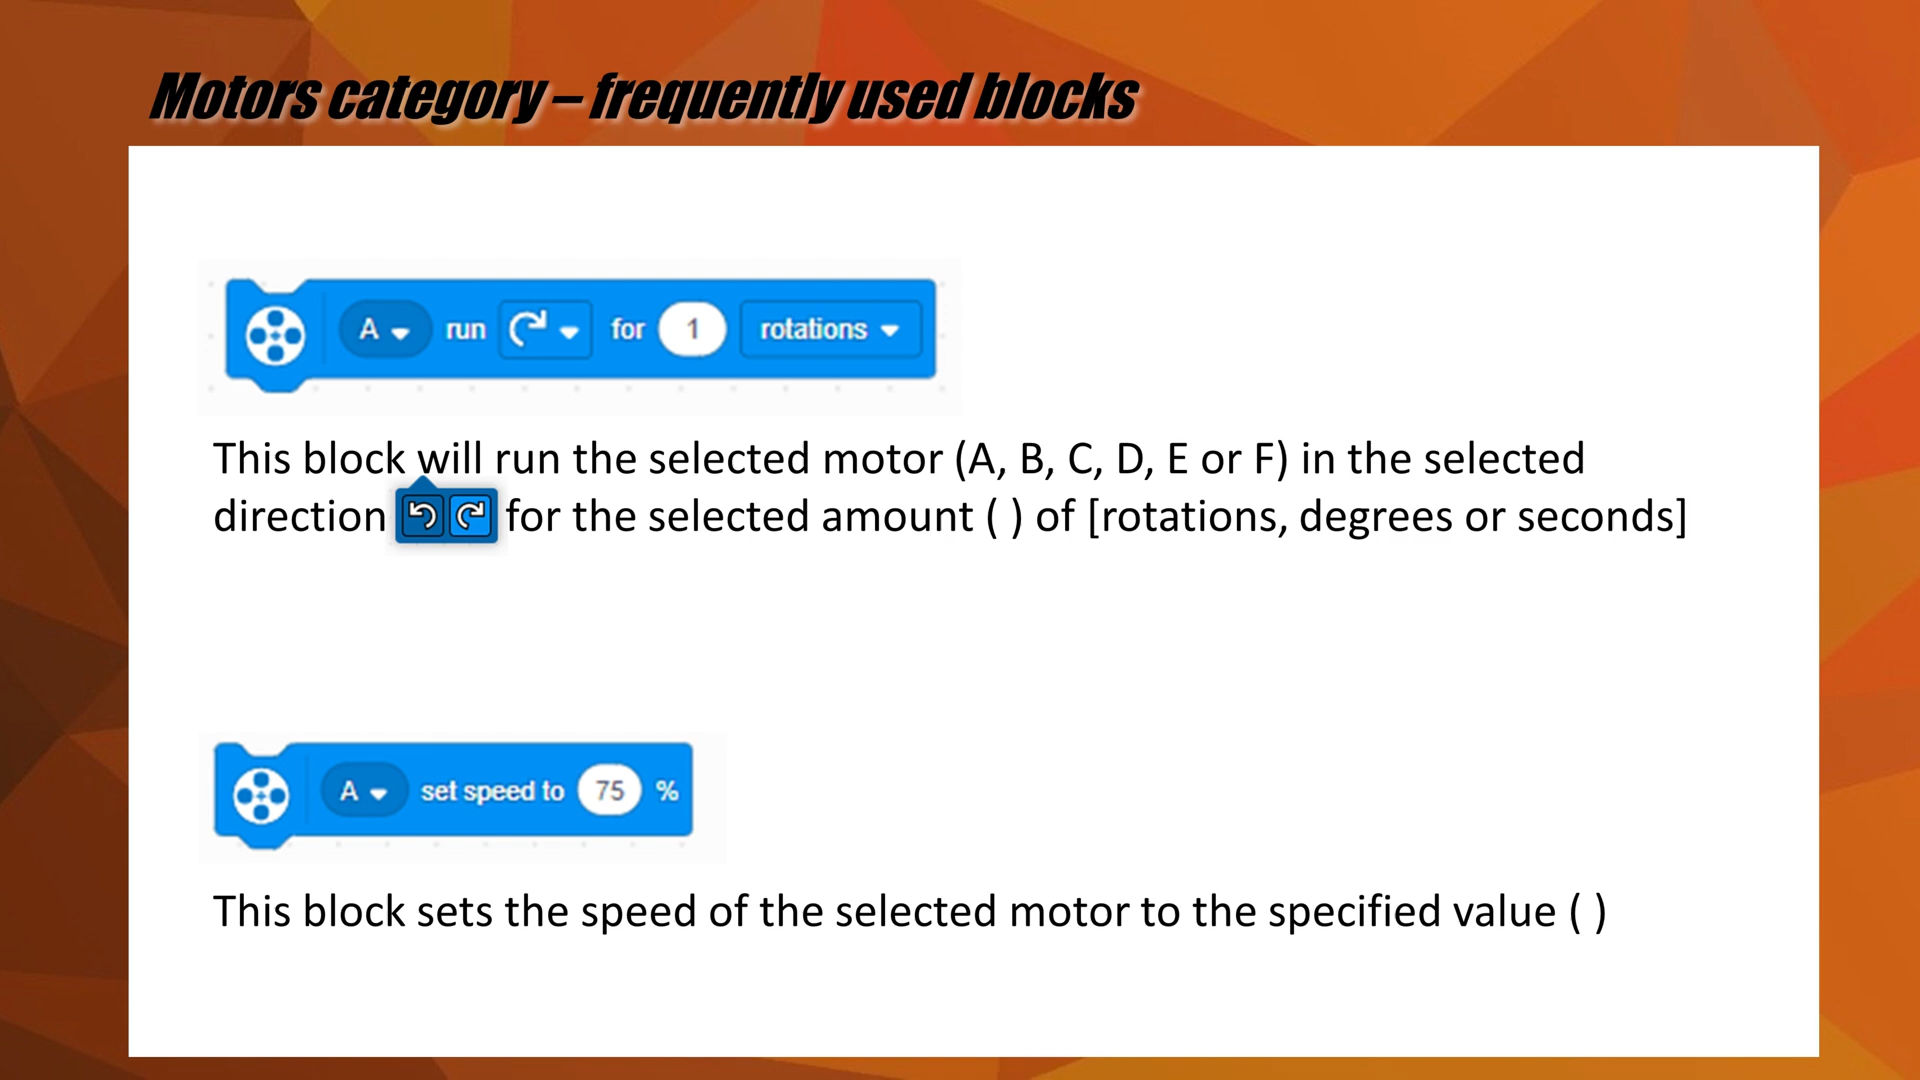 Motors category – frequently used blocks
A run for 1 rotations
This block will run the selected motor (A, B, C, D, E or F) in the selected
direction for the selected amount ( ) of [rotations, degrees or seconds]
A set speed to 75 %
This block sets the speed of the selected motor to the specified value ( )